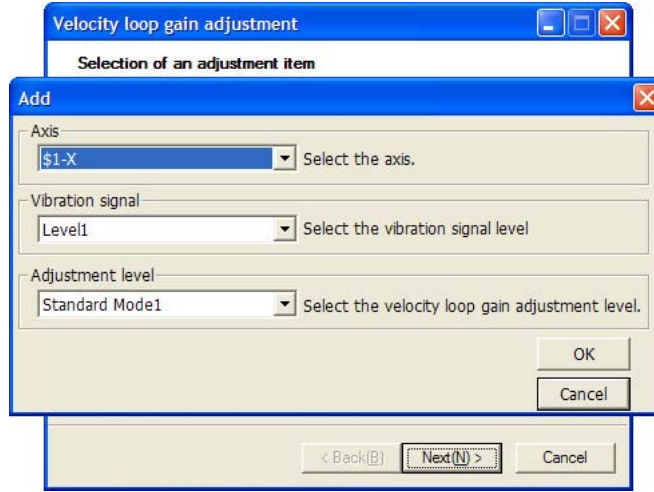 Velocity loop gain adjustment
Selection of an adjustment item
Add
Axis
$1-X Select the axis.
Vibration signal
Level1 Select the vibration signal level
Adjustment level
Standard Mode1 Select the velocity loop gain adjustment level.
OK
Cancel
< Back(B) Next(N) > Cancel